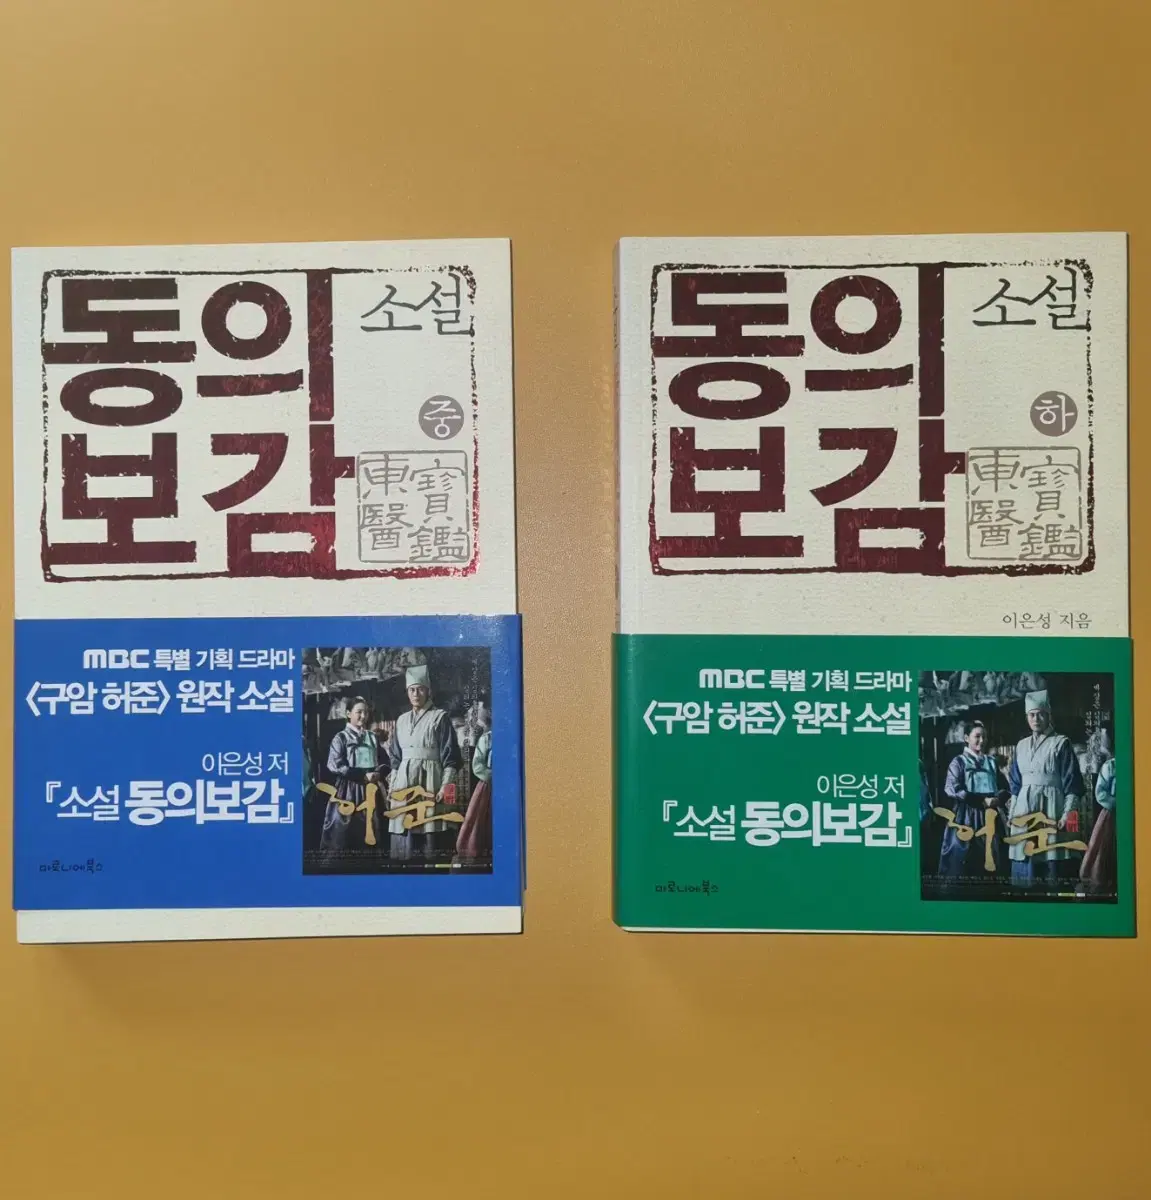 동의
보감
소설
중
東醫
寶鑑
MBC 특별 기획 드라마
<구암 허준> 원작 소설
이은성 저
『소설 동의보감』
마로니에북스
허준
동의
보감
소설
하
東醫
寶鑑
이은성 지음
MBC 특별 기획 드라마
<구암 허준> 원작 소설
이은성 저
『소설 동의보감』
마로니에북스
허준